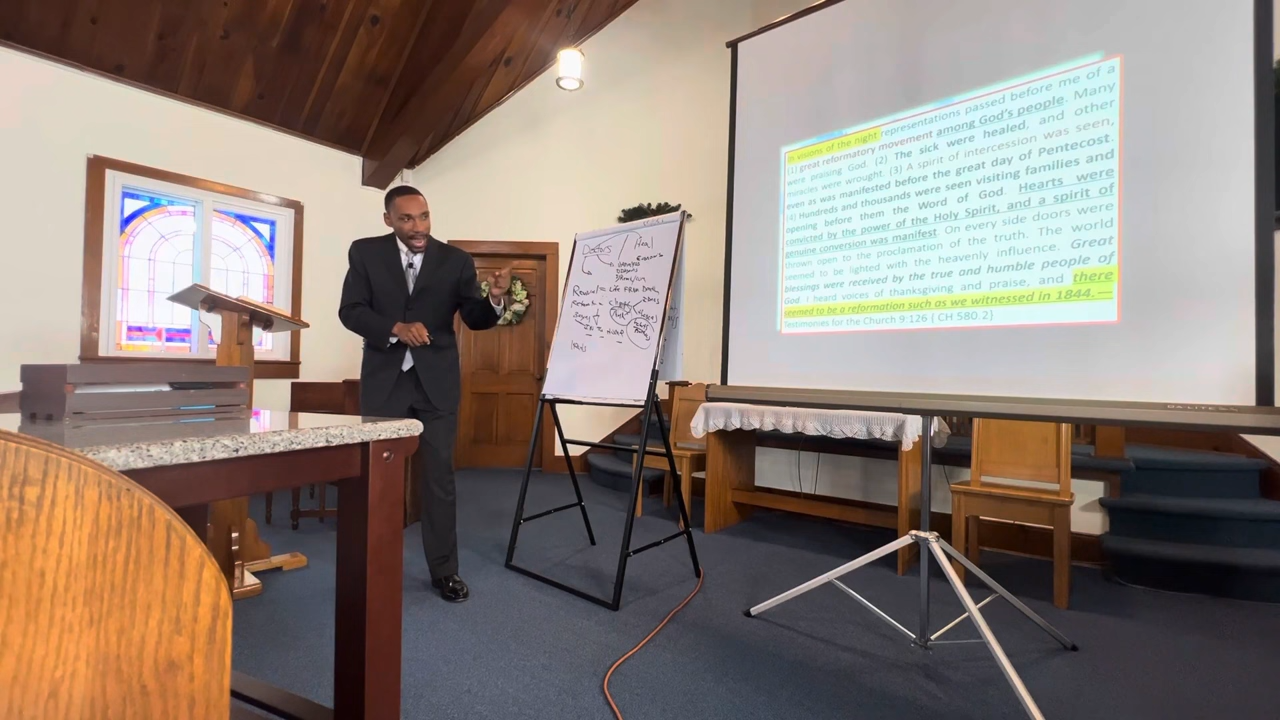 Doctors / Heal
Revival = Life From Death
In visions of the night representations passed before me of a
(1) great reformatory movement among God's people. Many
were praising God. (2) The sick were healed, and other
miracles were wrought. (3) A spirit of intercession was seen,
even as was manifested before the great day of Pentecost.
(4) Hundreds and thousands were seen visiting families and
opening before them the Word of God. Hearts were
convicted by the power of the Holy Spirit, and a spirit of
genuine conversion was manifest. On every side doors were
thrown open to the proclamation of the truth. The world
seemed to be lighted with the heavenly influence. Great
blessings were received by the true and humble people of
God. I heard voices of thanksgiving and praise, and there
seemed to be a reformation such as we witnessed in 1844.—
Testimonies for the Church 9:126 { CH 580.2}
DA-LITE